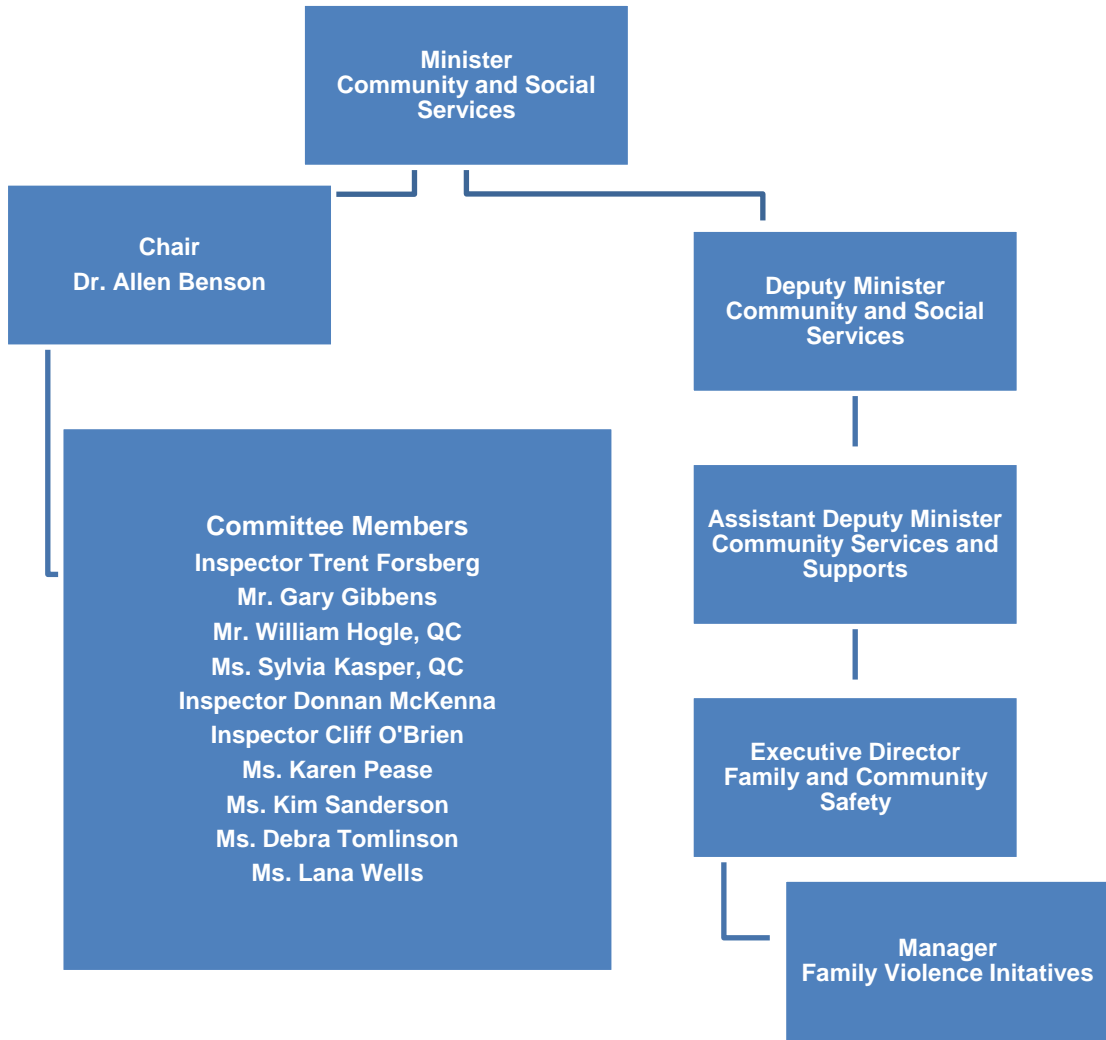 Minister
Community and Social
Services
Chair
Dr. Allen Benson
Deputy Minister
Community and Social
Services
Committee Members
Inspector Trent Forsberg
Mr. Gary Gibbens
Mr. William Hogle, QC
Ms. Sylvia Kasper, QC
Inspector Donnan McKenna
Inspector Cliff O'Brien
Ms. Karen Pease
Ms. Kim Sanderson
Ms. Debra Tomlinson
Ms. Lana Wells
Assistant Deputy Minister
Community Services and
Supports
Executive Director
Family and Community
Safety
Manager
Family Violence Initatives